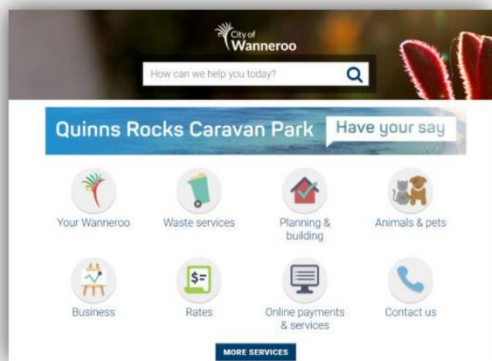 City of
Wanneroo
How can we help you today?
Quinns Rocks Caravan Park Have your say
Your Wanneroo Waste services Planning &
building Animals & pets
$=
Business Rates Online payments
& services Contact us
MORE SERVICES